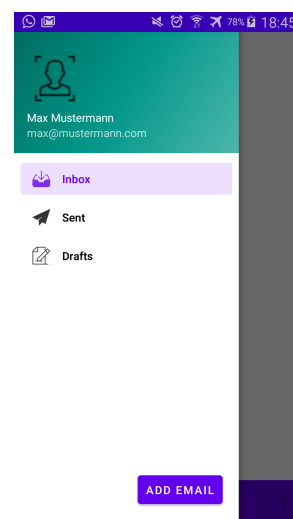 78% 18:45
Max Mustermann
max@mustermann.com
Inbox
Sent
Drafts
ADD EMAIL